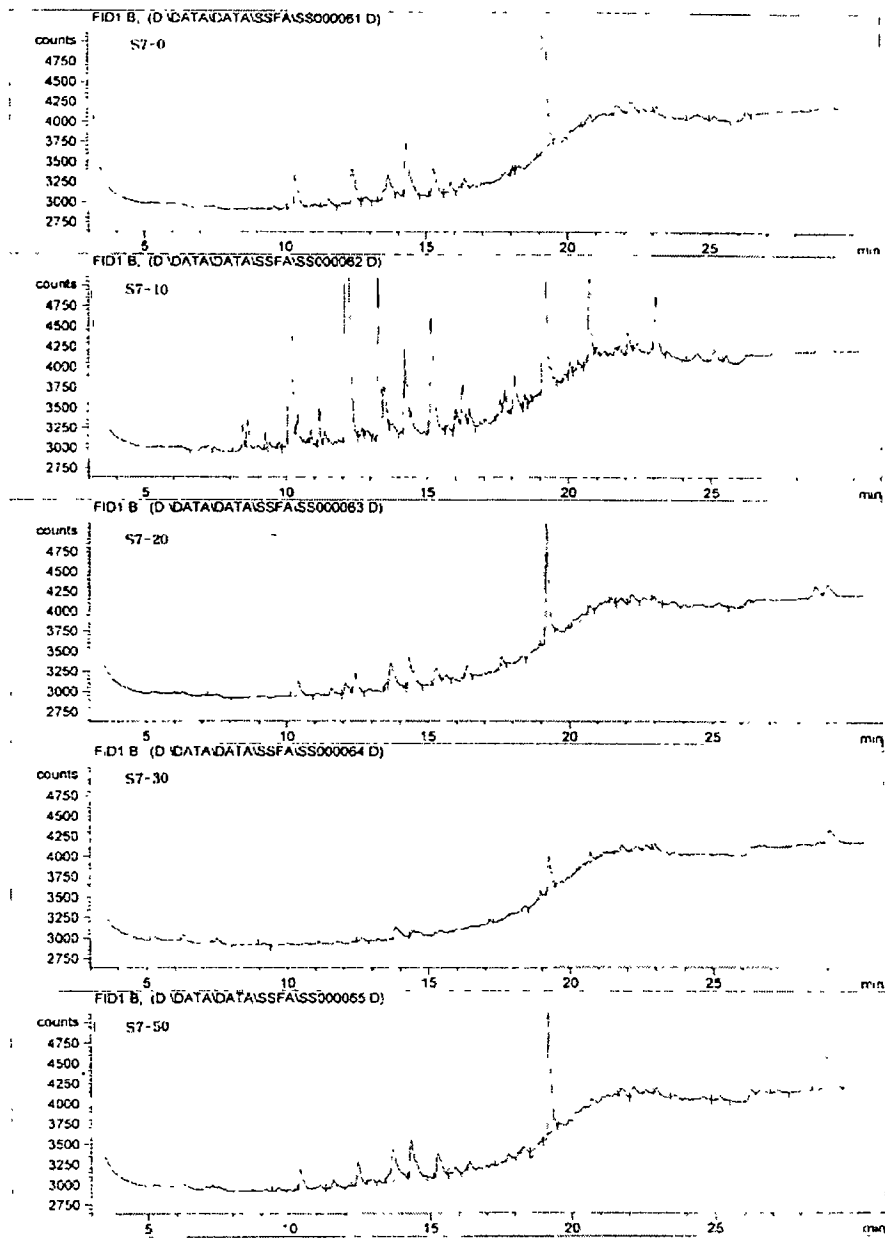 FID1 B, (D:\DATA\DATA\SSFA\SS000061 D)
counts
S7-0
4750
4500
4250
4000
3750
3500
3250
3000
2750
5 10 15 20 25 min
FID1 B, (D:\DATA\DATA\SSFA\SS000062 D)
counts
S7-10
4750
4500
4250
4000
3750
3500
3250
3000
2750
5 10 15 20 25 min
FID1 B (D:\DATA\DATA\SSFA\SS000063 D)
counts
S7-20
4750
4500
4250
4000
3750
3500
3250
3000
2750
5 10 15 20 25 min
FID1 B (D:\DATA\DATA\SSFA\SS000064 D)
counts
S7-30
4750
4500
4250
4000
3750
3500
3250
3000
2750
5 10 15 20 25 min
FID1 B, (D:\DATA\DATA\SSFA\SS000065 D)
counts
S7-50
4750
4500
4250
4000
3750
3500
3250
3000
2750
5 10 15 20 25 min